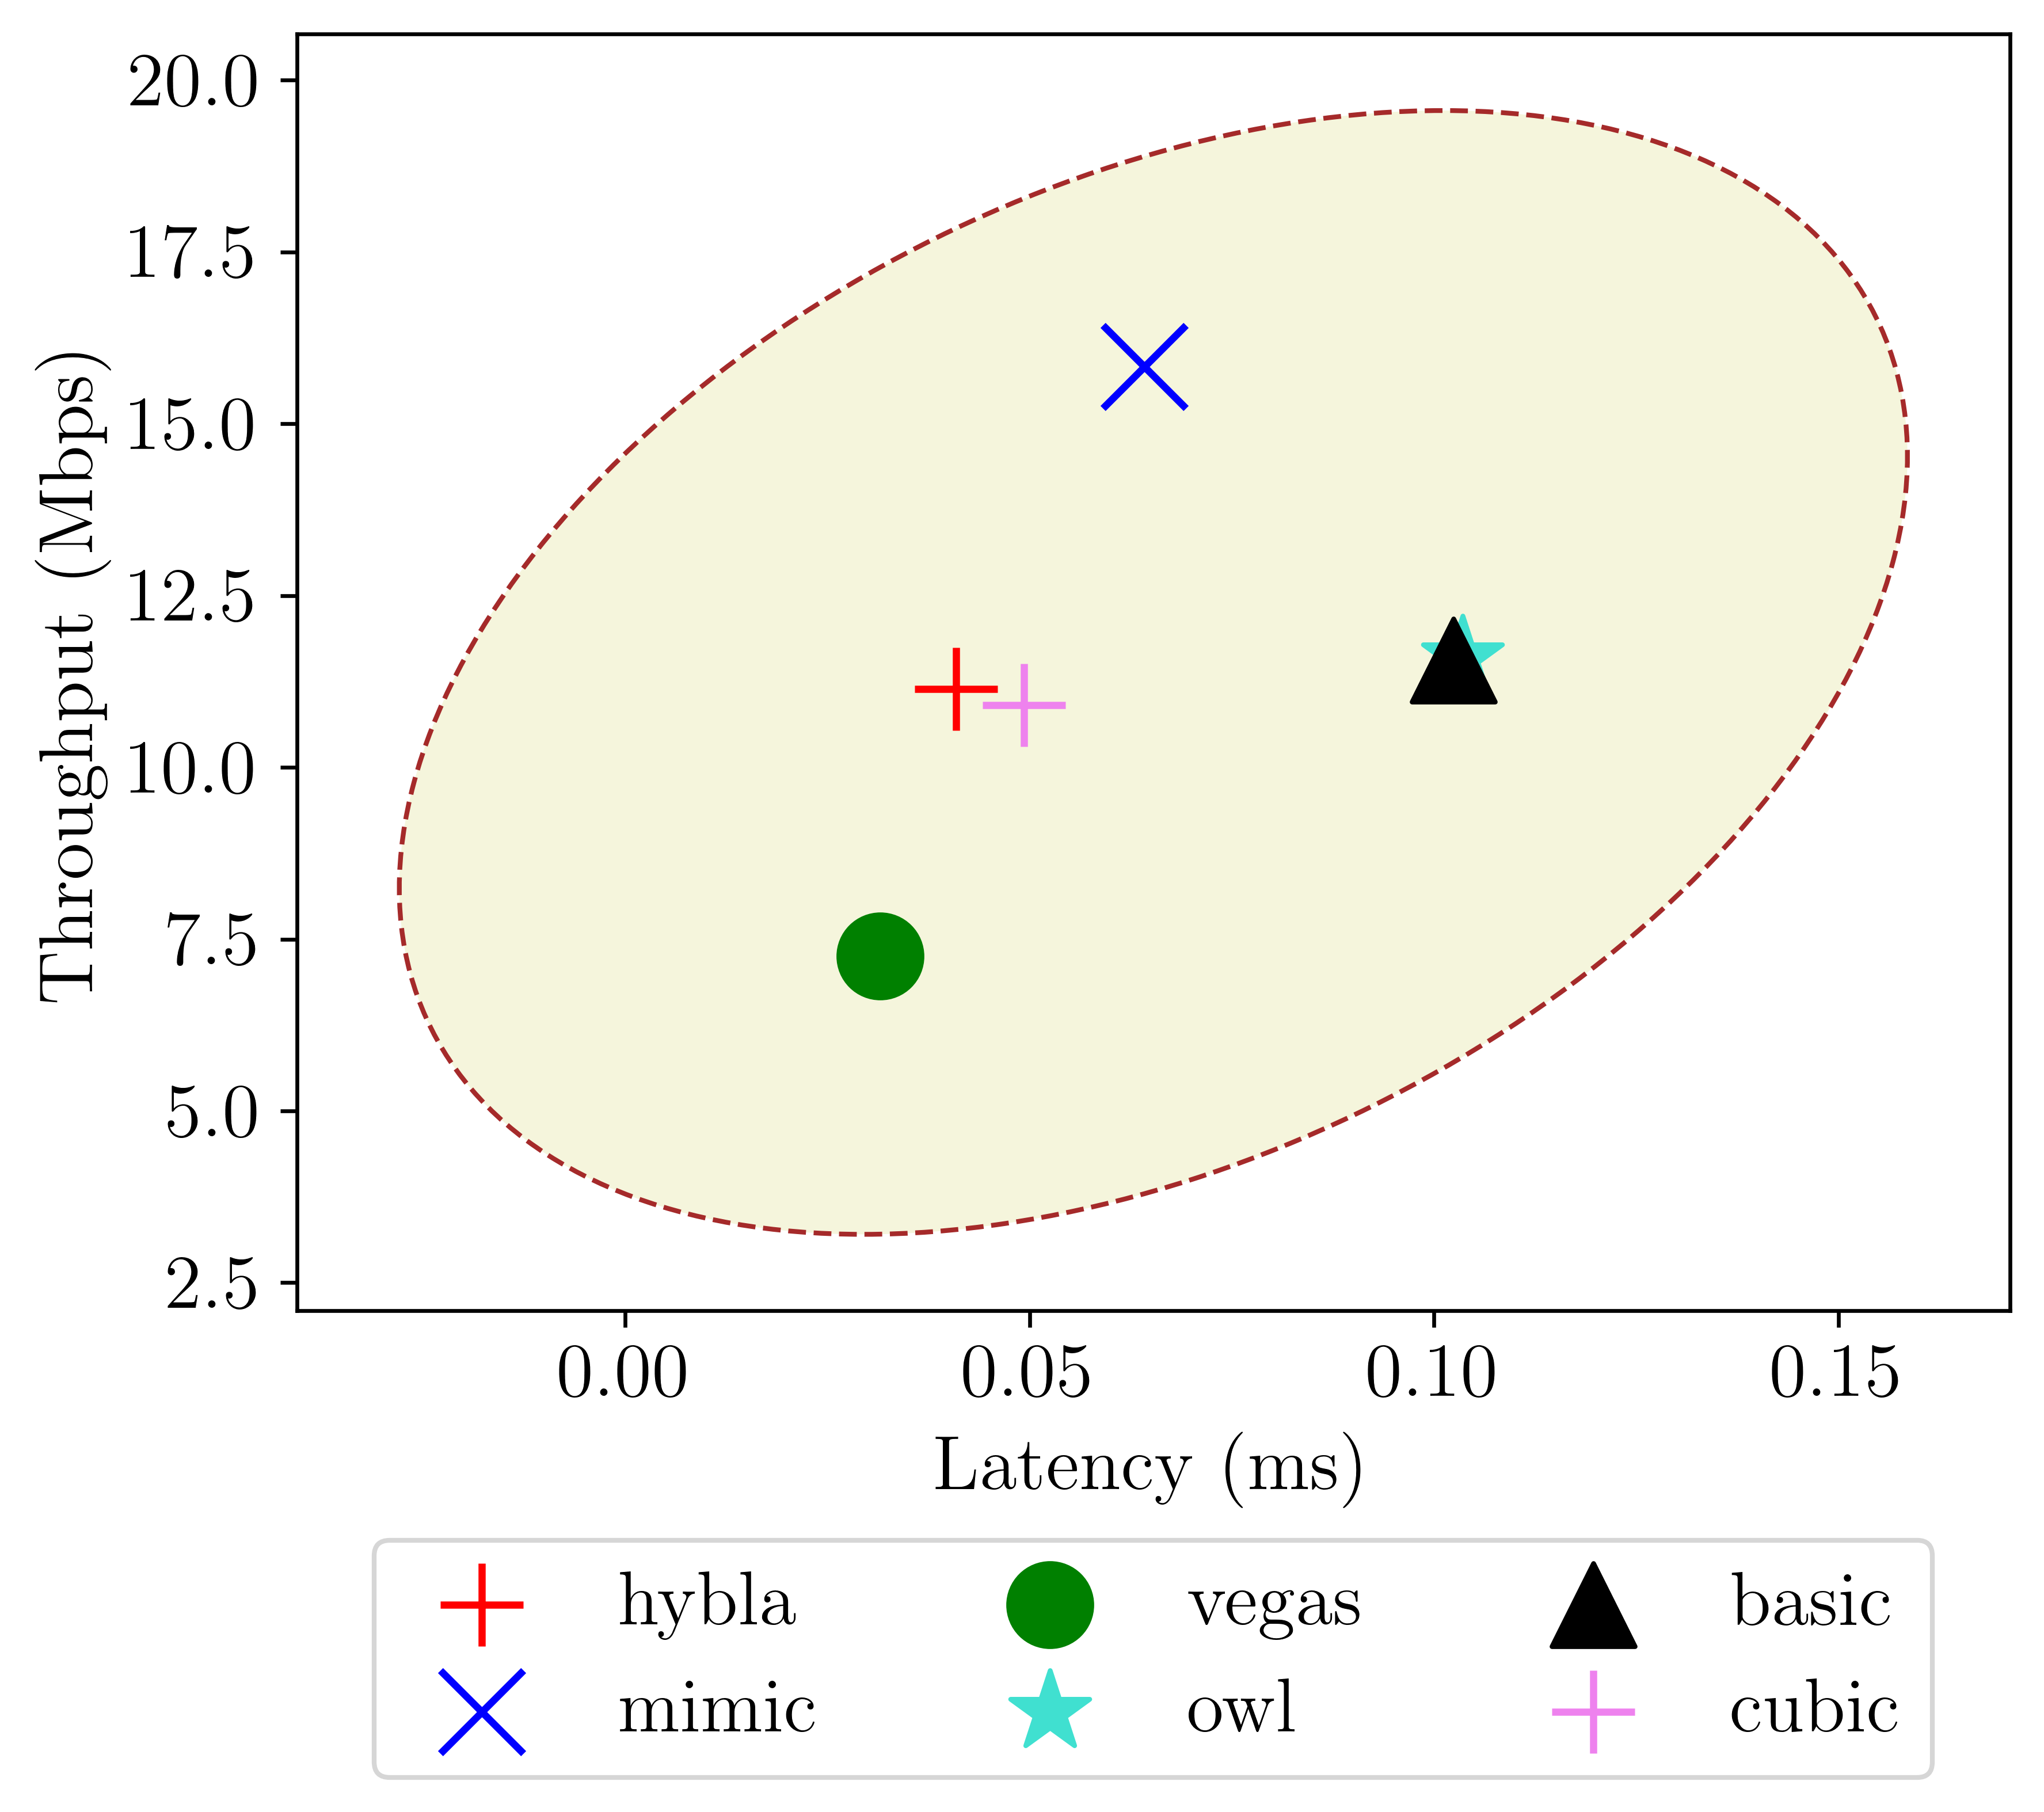 20.0
17.5
15.0
12.5
10.0
7.5
5.0
2.5
Throughput (Mbps)
0.00 0.05 0.10 0.15
Latency (ms)
hybla vegas basic
mimic owl cubic